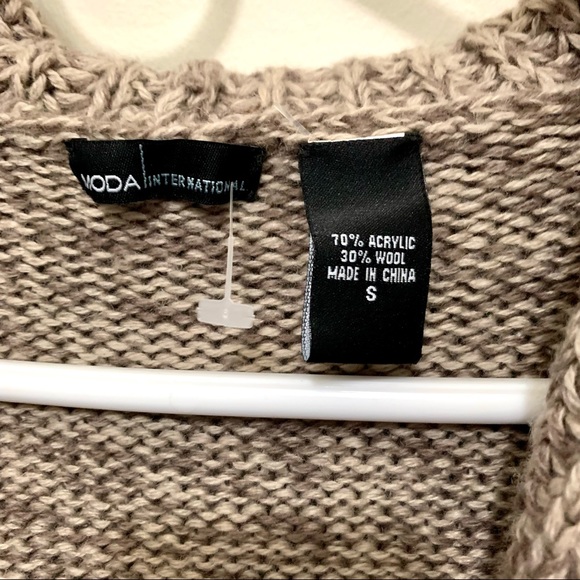 MODA INTERNATIONAL
70% ACRYLIC
30% WOOL
MADE IN CHINA
S